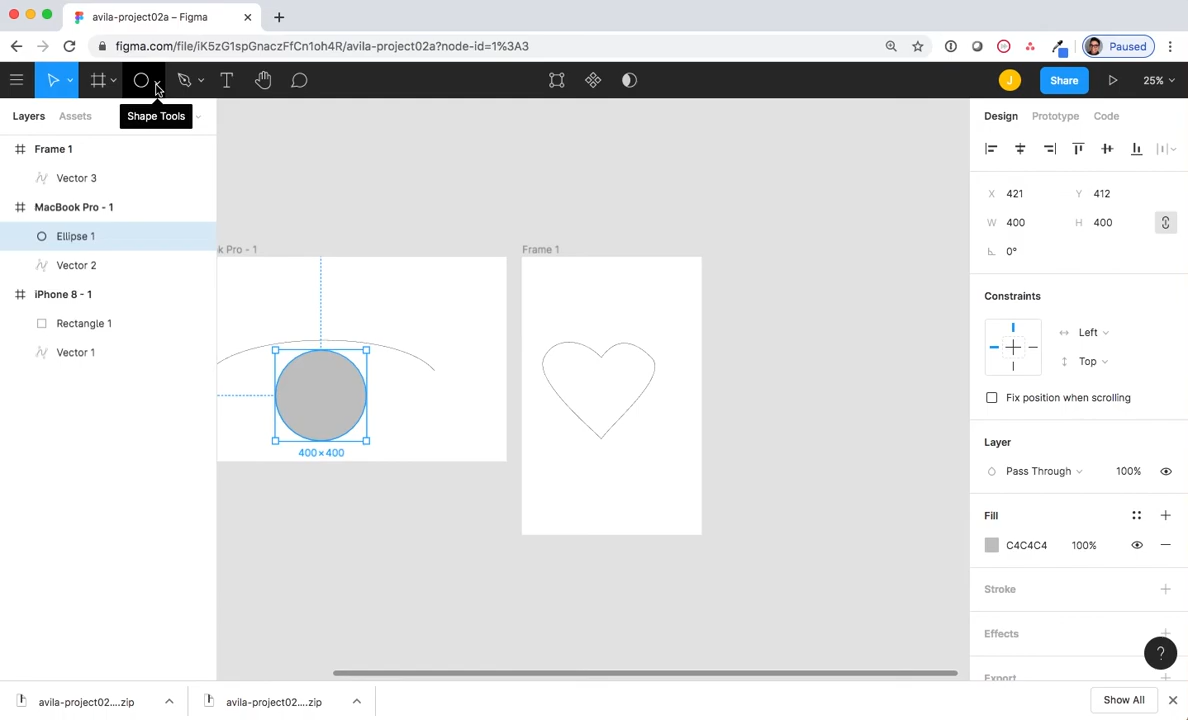 avila-project02a – Figma
figma.com/file/iK5zG1spGnaczFfCn1oh4R/avila-project02a?node-id=1%3A3
Paused
J
Share
25%
Shape Tools
Layers
Assets
Frame 1
Vector 3
MacBook Pro - 1
Ellipse 1
Vector 2
iPhone 8 - 1
Rectangle 1
Vector 1
k Pro - 1
Frame 1
400×400
Design
Prototype
Code
X 421
Y 412
W 400
H 400
0°
Constraints
Left
Top
Fix position when scrolling
Layer
Pass Through
100%
Fill
C4C4C4
100%
Stroke
Effects
Export
?
avila-project02....zip
avila-project02....zip
Show All